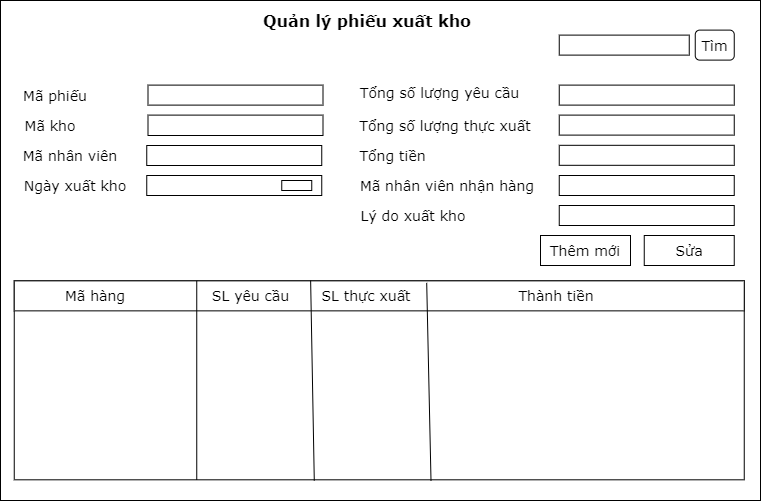 Quản lý phiếu xuất kho
Tìm
Mã phiếu
Mã kho
Mã nhân viên
Ngày xuất kho
Tổng số lượng yêu cầu
Tổng số lượng thực xuất
Tổng tiền
Mã nhân viên nhận hàng
Lý do xuất kho
Thêm mới
Sửa
Mã hàng
SL yêu cầu
SL thực xuất
Thành tiền